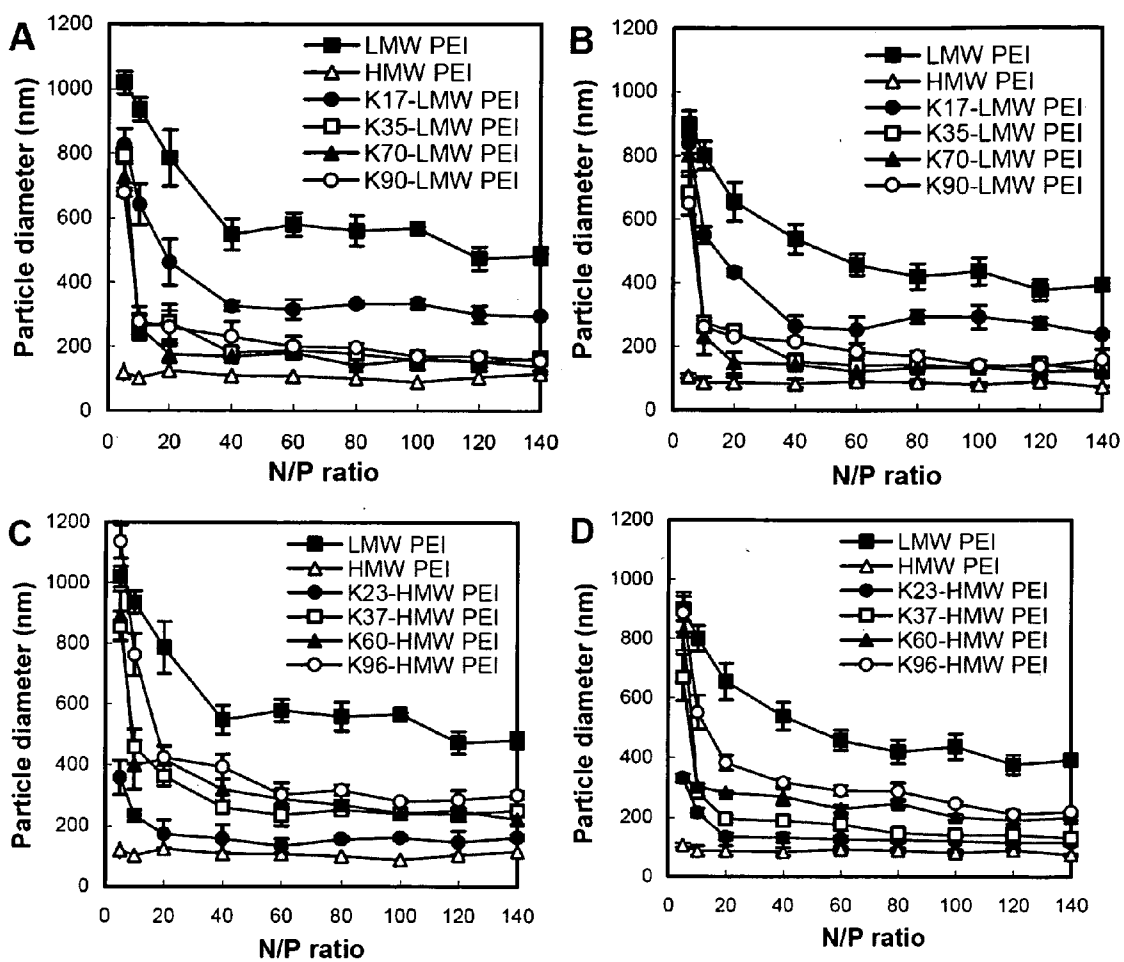 A
Particle diameter (nm)
1200
1000
800
600
400
200
0
LMW PEI
HMW PEI
K17-LMW PEI
K35-LMW PEI
K70-LMW PEI
K90-LMW PEI
0 20 40 60 80 100 120 140
N/P ratio
B
Particle diameter (nm)
1200
1000
800
600
400
200
0
LMW PEI
HMW PEI
K17-LMW PEI
K35-LMW PEI
K70-LMW PEI
K90-LMW PEI
0 20 40 60 80 100 120 140
N/P ratio
C
Particle diameter (nm)
1200
1000
800
600
400
200
0
LMW PEI
HMW PEI
K23-HMW PEI
K37-HMW PEI
K60-HMW PEI
K96-HMW PEI
0 20 40 60 80 100 120 140
N/P ratio
D
Particle diameter (nm)
1200
1000
800
600
400
200
0
LMW PEI
HMW PEI
K23-HMW PEI
K37-HMW PEI
K60-HMW PEI
K96-HMW PEI
0 20 40 60 80 100 120 140
N/P ratio